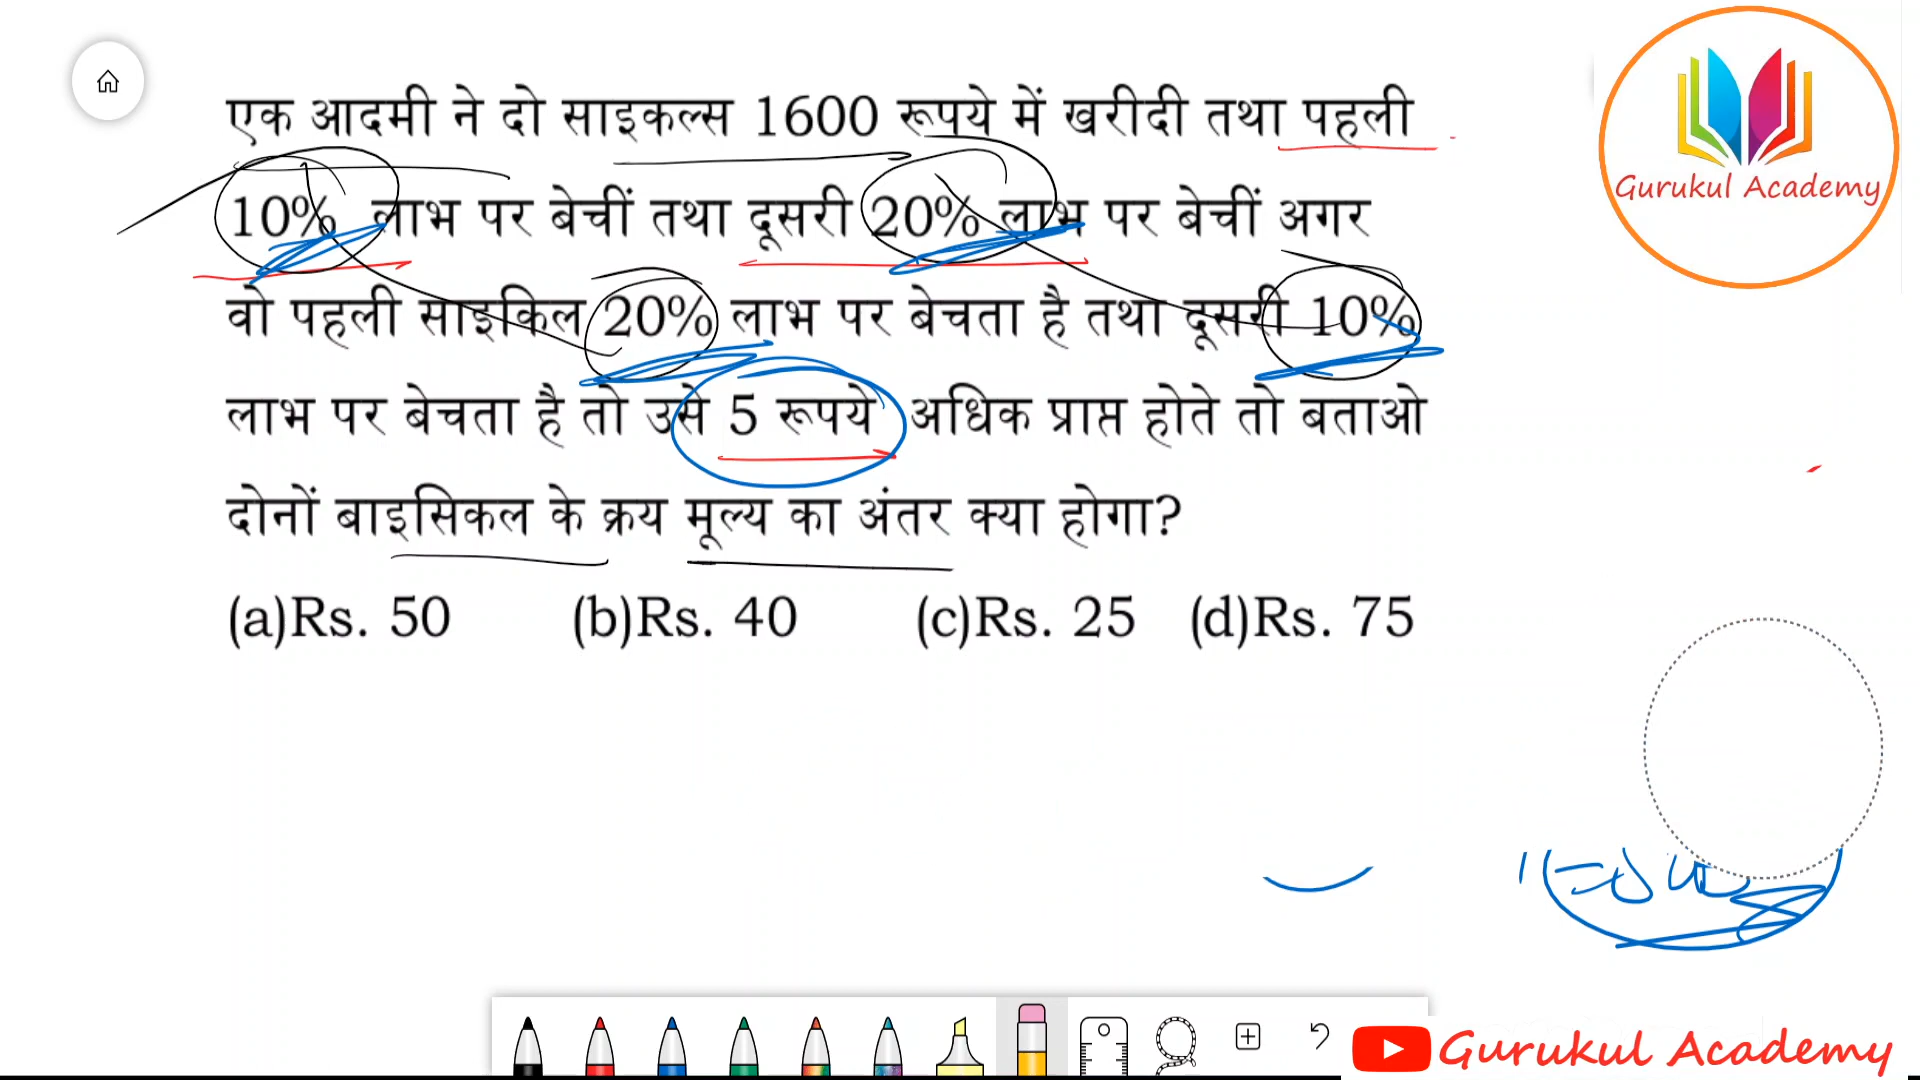 एक आदमी ने दो साइकल्स 1600 रूपये में खरीदी तथा पहली
10% लाभ पर बेचीं तथा दूसरी 20% लाभ पर बेचीं अगर
वो पहली साइकिल 20% लाभ पर बेचता है तथा दूसरी 10%
लाभ पर बेचता है तो उसे 5 रूपये अधिक प्राप्त होते तो बताओ
दोनों बाइसिकल के क्रय मूल्य का अंतर क्या होगा?
(a)Rs. 50 (b)Rs. 40 (c)Rs. 25 (d)Rs. 75
Gurukul Academy
Gurukul Academy